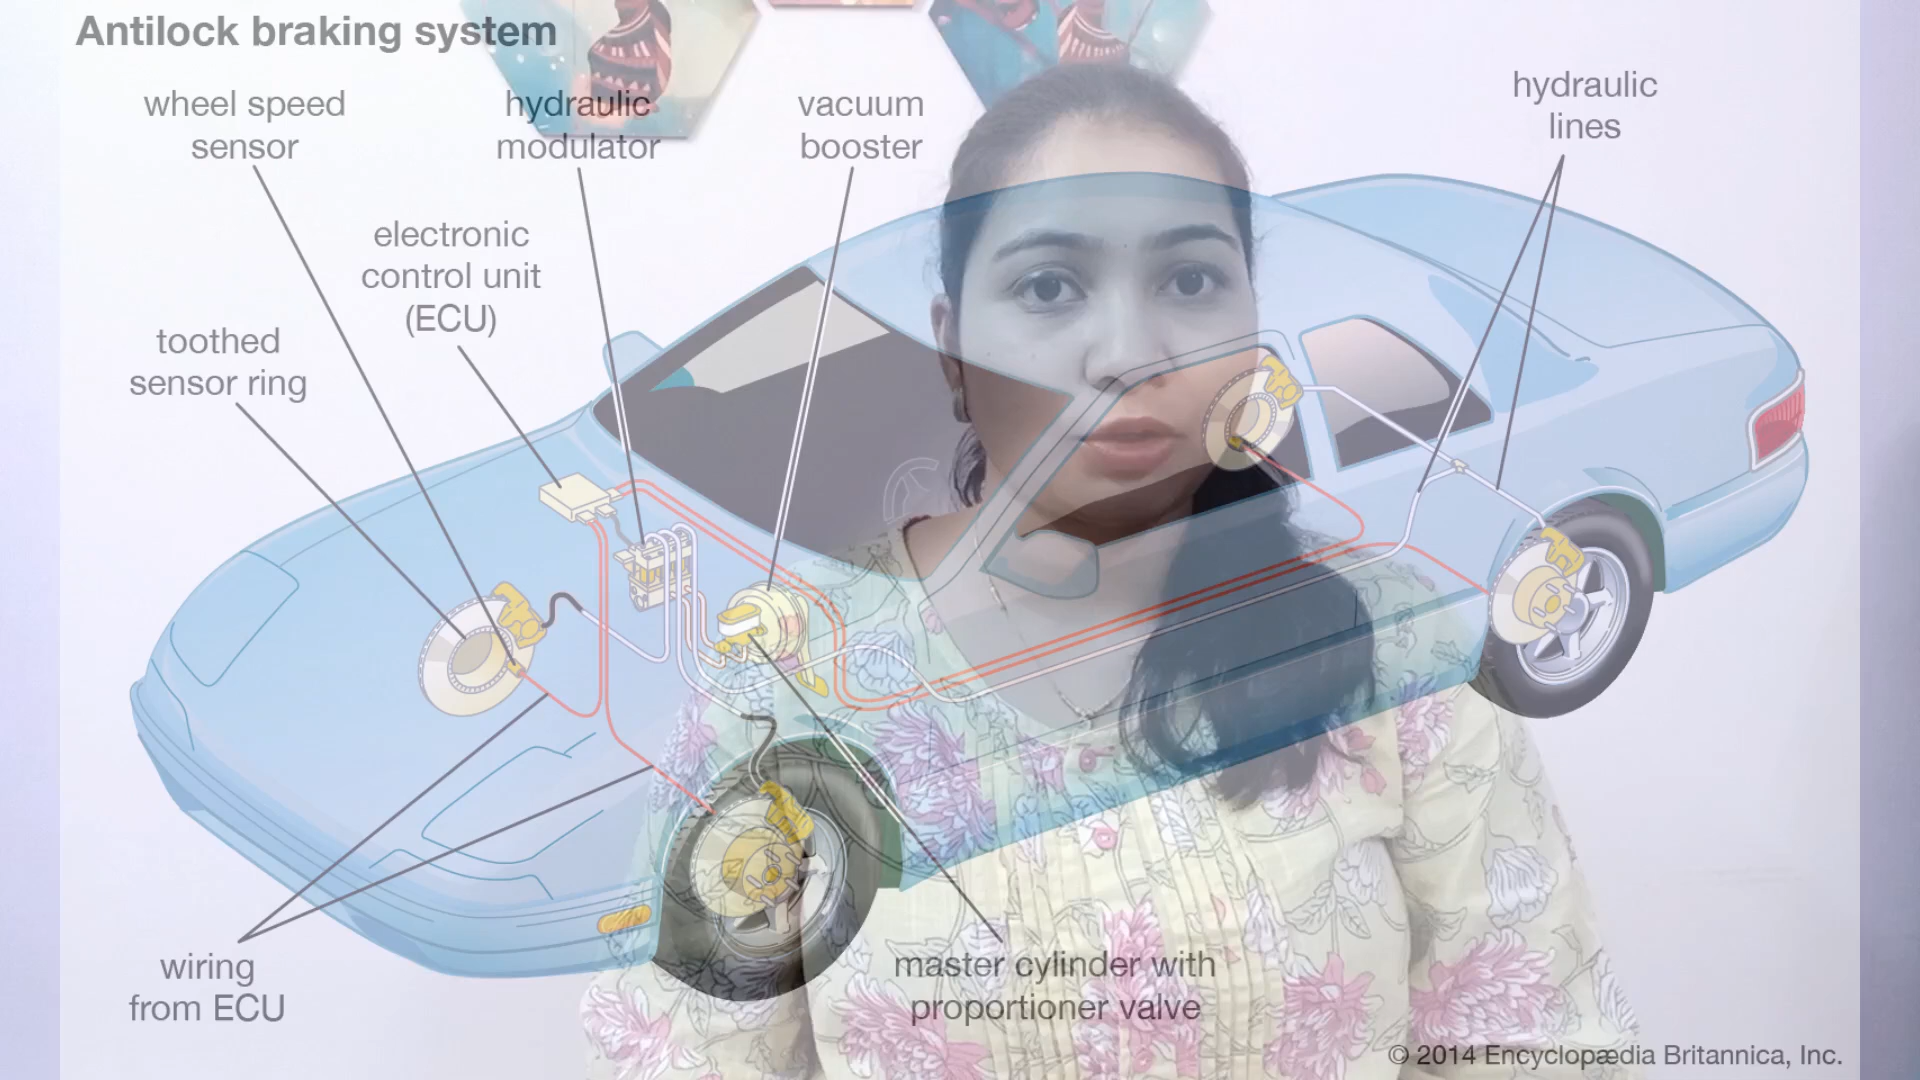 Antilock braking system
wheel speed
sensor
hydraulic
modulator
vacuum
booster
hydraulic
lines
electronic
control unit
(ECU)
toothed
sensor ring
wiring
from ECU
master cylinder with
proportioner valve
© 2014 Encyclopædia Britannica, Inc.